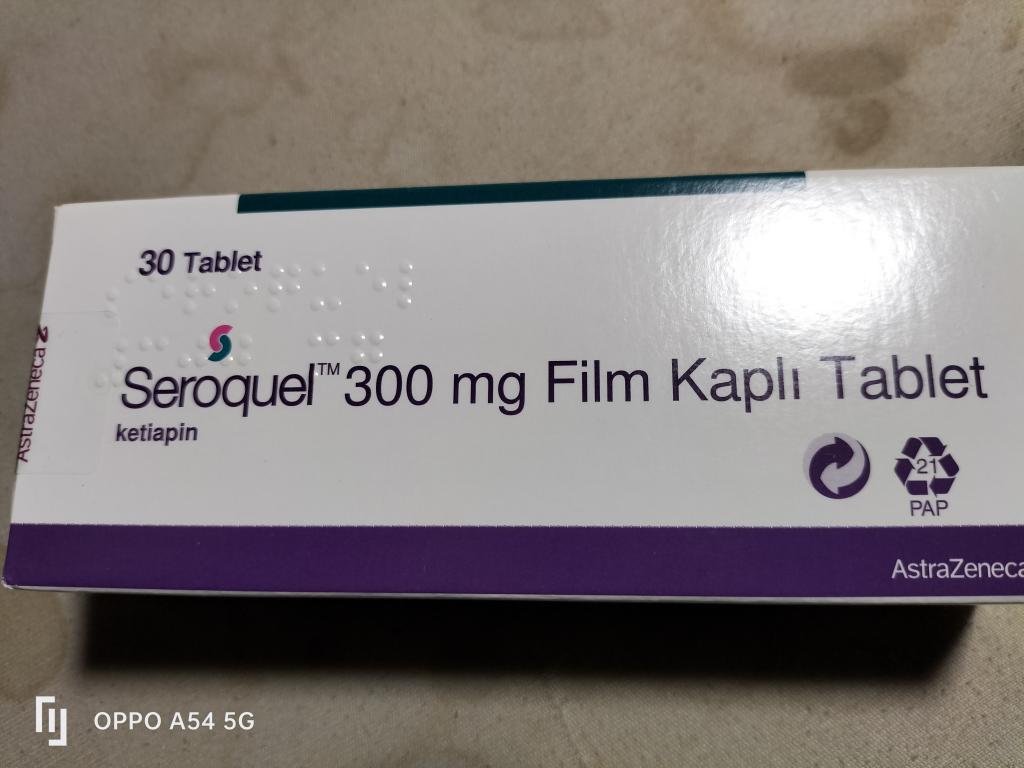 30 Tablet
Seroquel™ 300 mg Film Kaplı Tablet
ketiapin
AstraZeneca
21
PAP
AstraZeneca
OPPO A54 5G